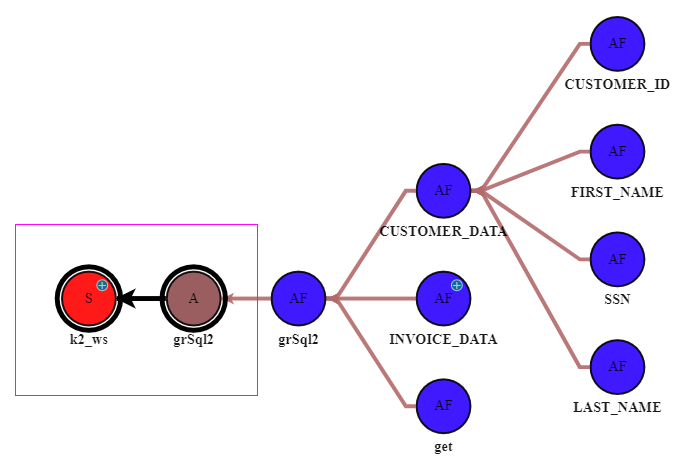 AF
CUSTOMER_ID
AF
FIRST_NAME
AF
CUSTOMER_DATA
AF
SSN
S
k2_ws
A
grSql2
AF
grSql2
AF
INVOICE_DATA
AF
LAST_NAME
AF
get